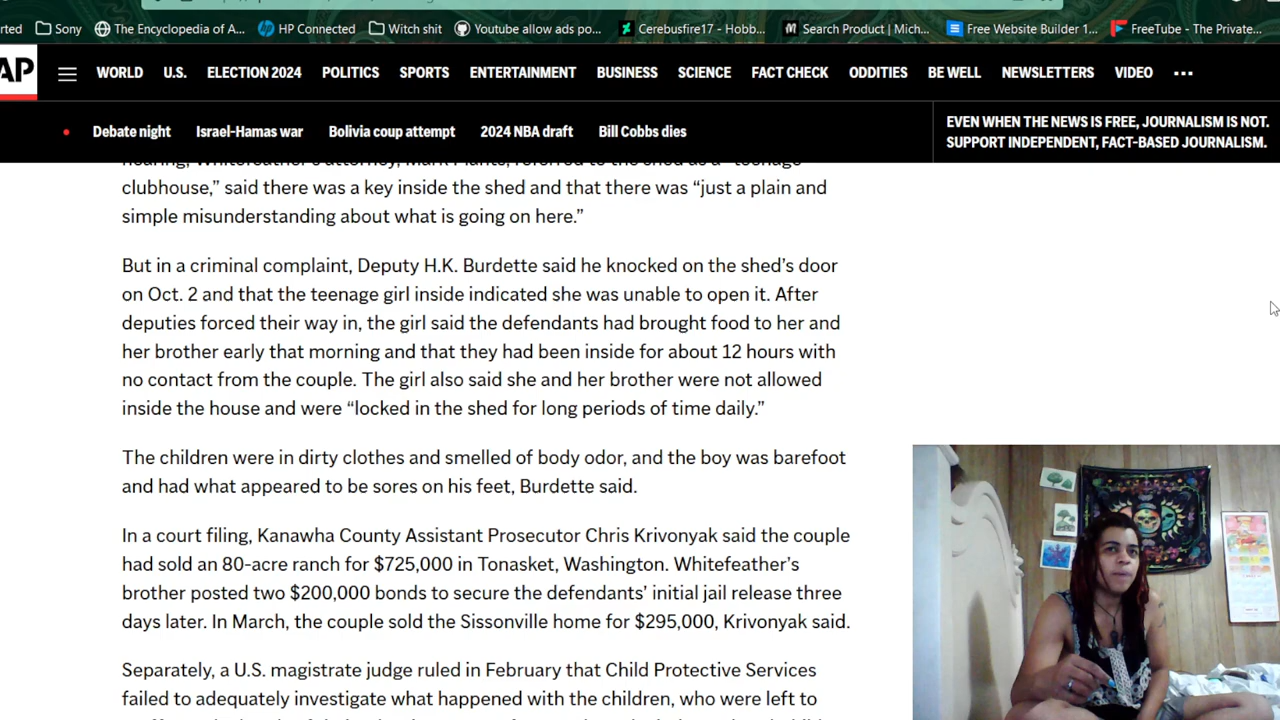 rted Sony The Encyclopedia of A... HP Connected Witch shit Youtube allow ads po... Cerebusfire17 - Hobb... Search Product | Mich... Free Website Builder 1... FreeTube - The Private...
AP WORLD U.S. ELECTION 2024 POLITICS SPORTS ENTERTAINMENT BUSINESS SCIENCE FACT CHECK ODDITIES BE WELL NEWSLETTERS VIDEO ...
Debate night Israel-Hamas war Bolivia coup attempt 2024 NBA draft Bill Cobbs dies
EVEN WHEN THE NEWS IS FREE, JOURNALISM IS NOT.
SUPPORT INDEPENDENT, FACT-BASED JOURNALISM.
hearing, Whitefeather's attorney, Mark Plants, referred to the shed as a “teenage
clubhouse,” said there was a key inside the shed and that there was “just a plain and
simple misunderstanding about what is going on here.”
But in a criminal complaint, Deputy H.K. Burdette said he knocked on the shed’s door
on Oct. 2 and that the teenage girl inside indicated she was unable to open it. After
deputies forced their way in, the girl said the defendants had brought food to her and
her brother early that morning and that they had been inside for about 12 hours with
no contact from the couple. The girl also said she and her brother were not allowed
inside the house and were “locked in the shed for long periods of time daily.”
The children were in dirty clothes and smelled of body odor, and the boy was barefoot
and had what appeared to be sores on his feet, Burdette said.
In a court filing, Kanawha County Assistant Prosecutor Chris Krivonyak said the couple
had sold an 80-acre ranch for $725,000 in Tonasket, Washington. Whitefeather’s
brother posted two $200,000 bonds to secure the defendants’ initial jail release three
days later. In March, the couple sold the Sissonville home for $295,000, Krivonyak said.
Separately, a U.S. magistrate judge ruled in February that Child Protective Services
failed to adequately investigate what happened with the children, who were left to